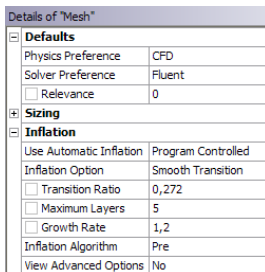 Details of "Mesh"
Defaults
Physics Preference CFD
Solver Preference Fluent
Relevance 0
Sizing
Inflation
Use Automatic Inflation Program Controlled
Inflation Option Smooth Transition
Transition Ratio 0,272
Maximum Layers 5
Growth Rate 1,2
Inflation Algorithm Pre
View Advanced Options No